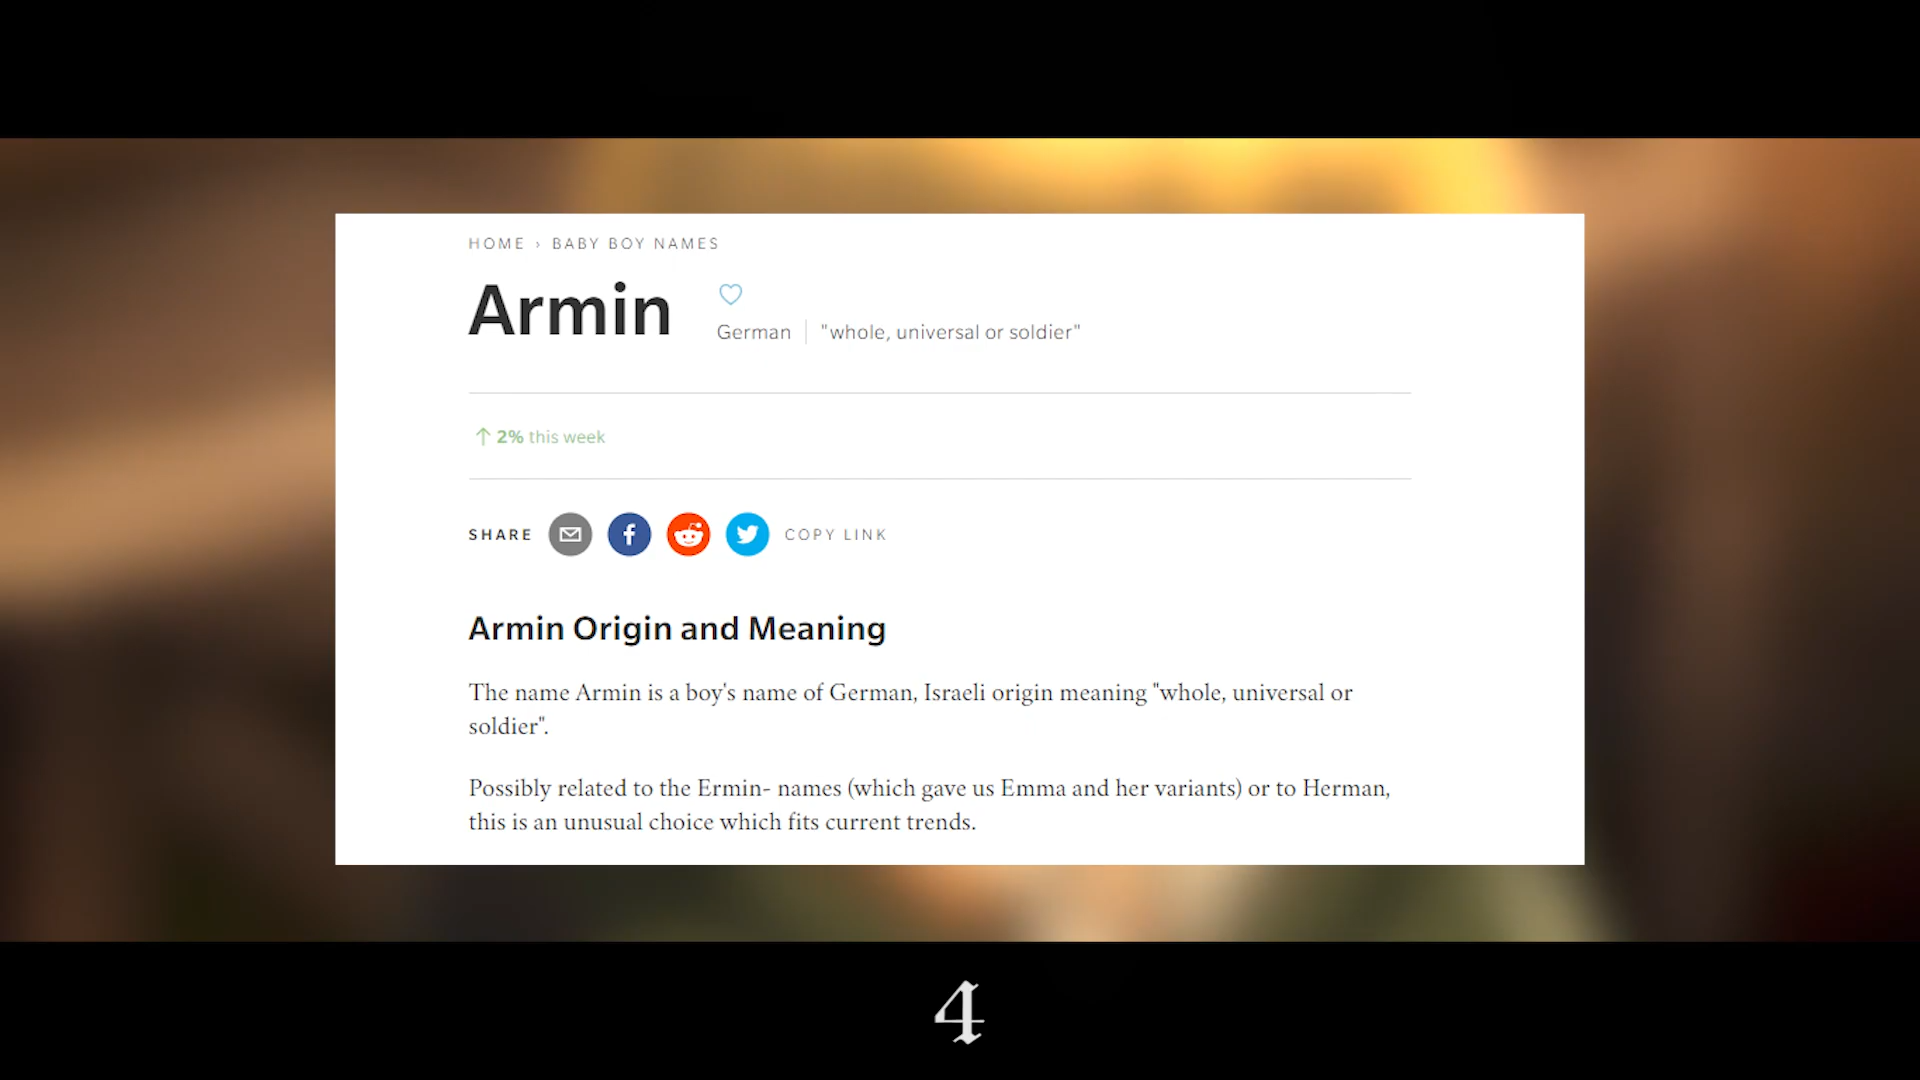 HOME › BABY BOY NAMES
Armin
German | "whole, universal or soldier"
↑ 2% this week
SHARE
COPY LINK
Armin Origin and Meaning
The name Armin is a boy's name of German, Israeli origin meaning "whole, universal or
soldier".
Possibly related to the Ermin- names (which gave us Emma and her variants) or to Herman,
this is an unusual choice which fits current trends.
4